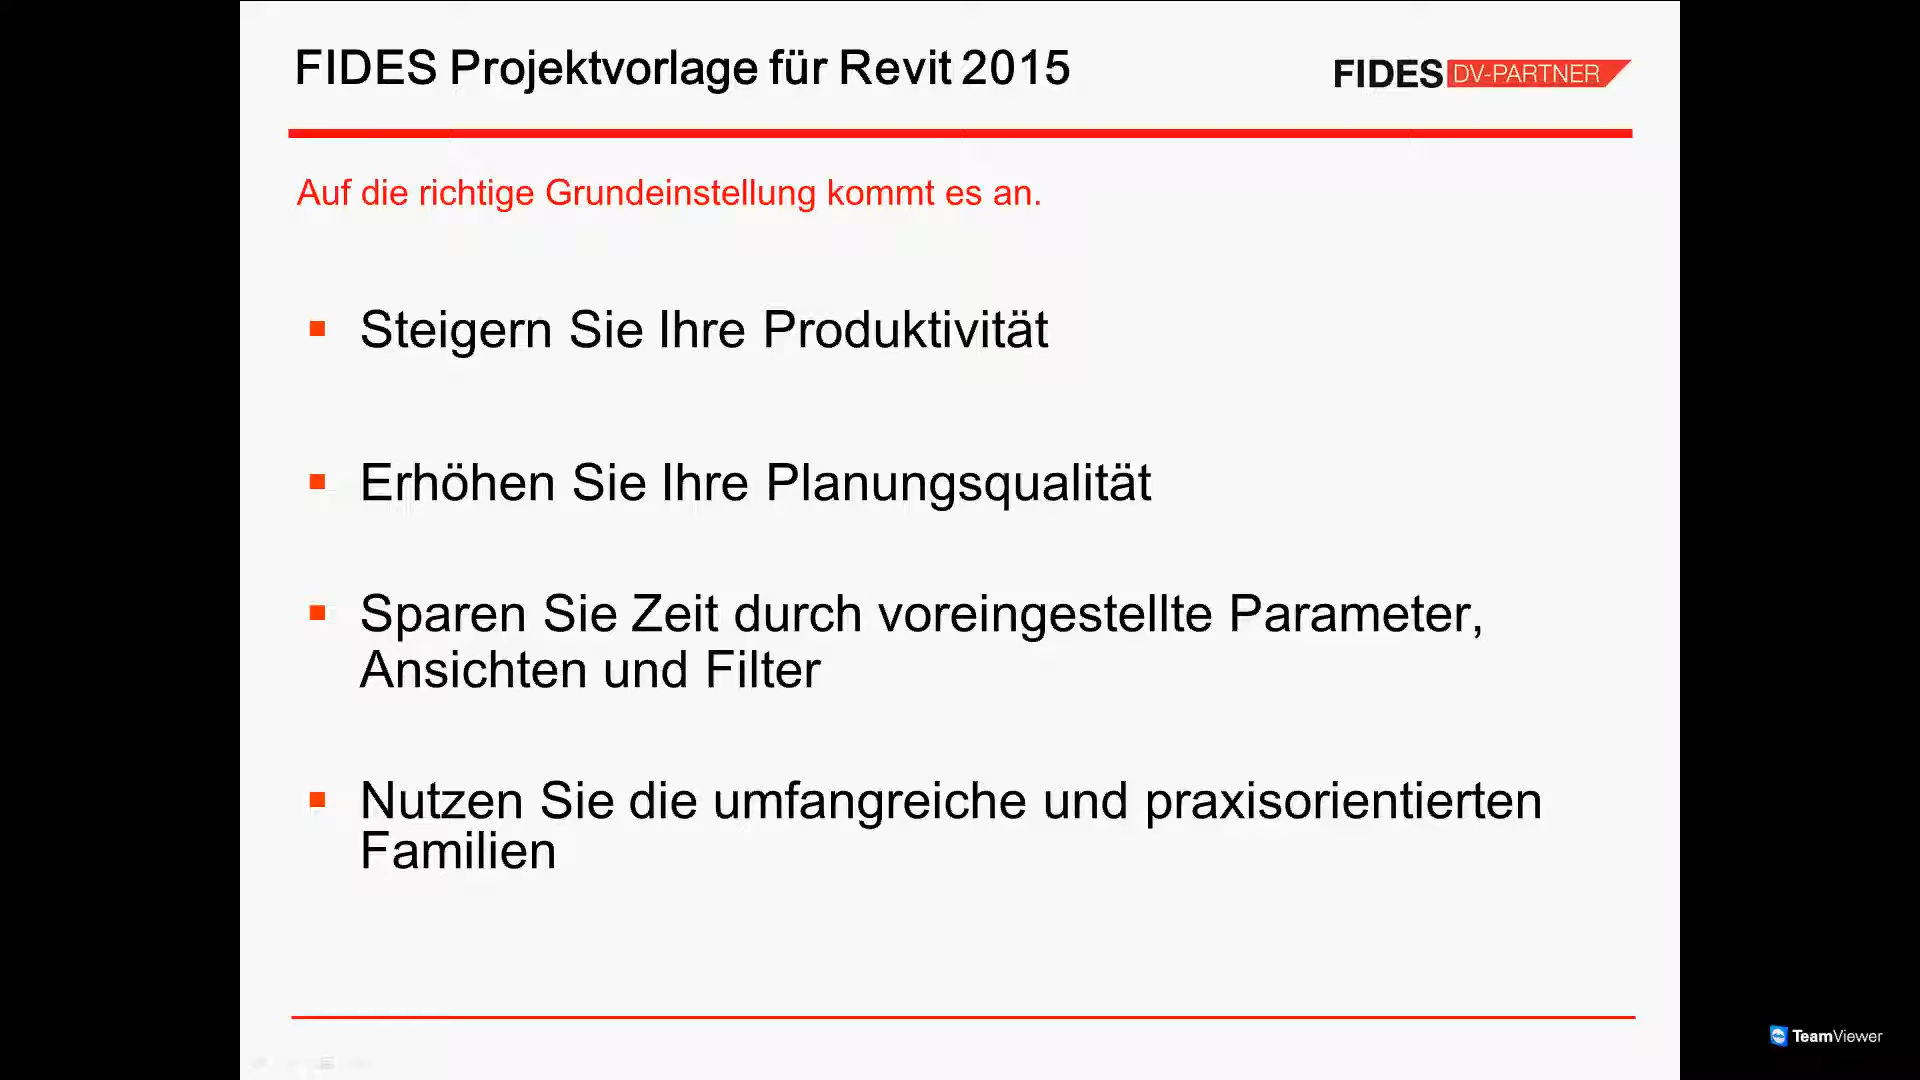 FIDES Projektvorlage für Revit 2015
FIDES DV-PARTNER
Auf die richtige Grundeinstellung kommt es an.
Steigern Sie Ihre Produktivität
Erhöhen Sie Ihre Planungsqualität
Sparen Sie Zeit durch voreingestellte Parameter,
Ansichten und Filter
Nutzen Sie die umfangreiche und praxisorientierten
Familien
TeamViewer